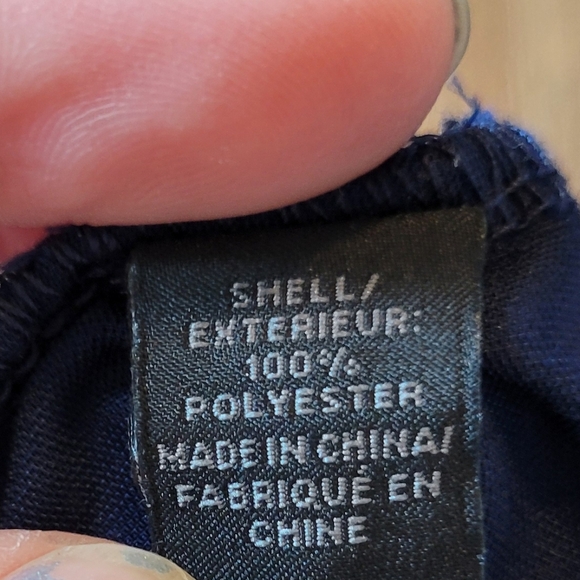 SHELL/
EXTERIEUR:
100%
POLYESTER
MADE IN CHINA/
FABRIQUÉ EN
CHINE